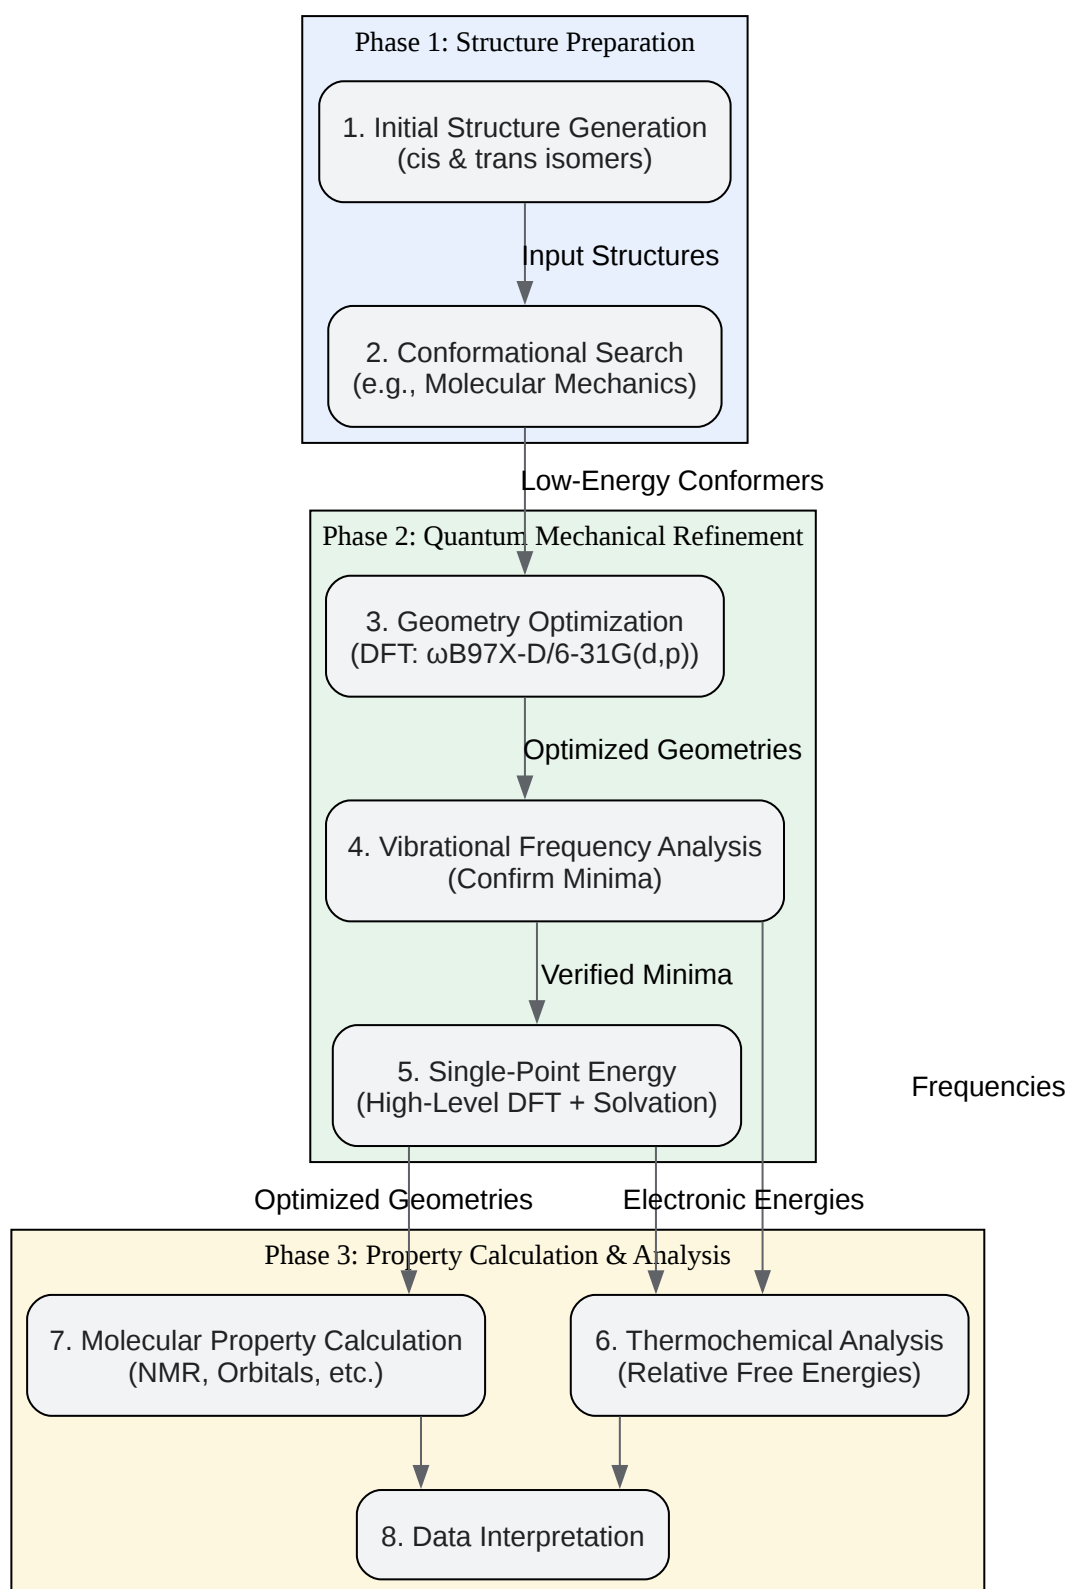 Phase 1: Structure Preparation
1. Initial Structure Generation
(cis & trans isomers)
Input Structures
2. Conformational Search
(e.g., Molecular Mechanics)
Low-Energy Conformers
Phase 2: Quantum Mechanical Refinement
3. Geometry Optimization
(DFT: ωB97X-D/6-31G(d,p))
Optimized Geometries
4. Vibrational Frequency Analysis
(Confirm Minima)
Verified Minima
5. Single-Point Energy
(High-Level DFT + Solvation)
Frequencies
Optimized Geometries
Electronic Energies
Phase 3: Property Calculation & Analysis
7. Molecular Property Calculation
(NMR, Orbitals, etc.)
6. Thermochemical Analysis
(Relative Free Energies)
8. Data Interpretation